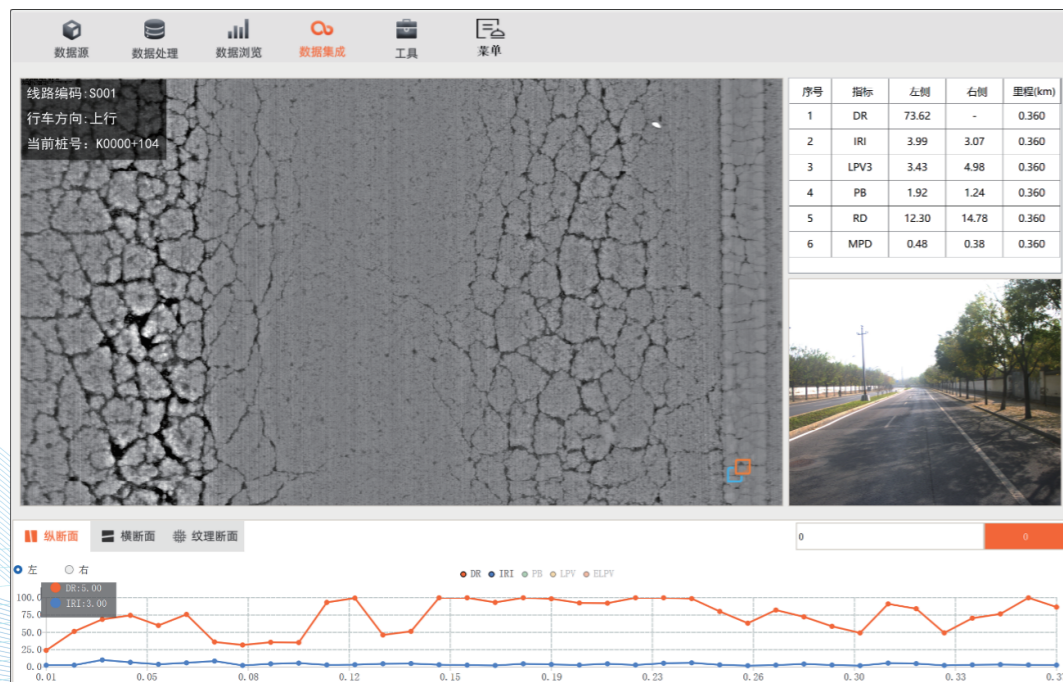 数据源 数据处理 数据浏览 数据集成 工具 菜单
线路编码:S001
行车方向:上行
当前桩号: K0000+104
序号 指标 左侧 右侧 里程(km)
1 DR 73.62 - 0.360
2 IRI 3.99 3.07 0.360
3 LPV3 3.43 4.98 0.360
4 PB 1.92 1.24 0.360
5 RD 12.30 14.78 0.360
6 MPD 0.48 0.38 0.360
纵断面 横断面 纹理断面
0 0
左 右
DR IRI PB LPV ELPV
DR:5.00
IRI:3.00
100.0
75.0
50.0
25.0
0.0
0.01 0.05 0.08 0.12 0.15 0.19 0.23 0.26 0.30 0.33